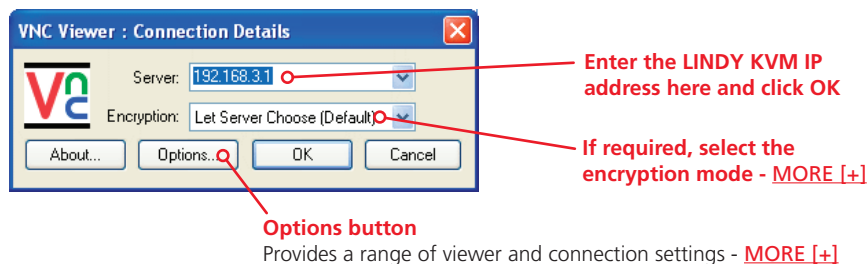 VNC Viewer : Connection Details
VNC
Server: 192.168.3.1
Encryption: Let Server Choose (Default)
About... Options... OK Cancel
Enter the LINDY KVM IP
address here and click OK
If required, select the
encryption mode - MORE [+]
Options button
Provides a range of viewer and connection settings - MORE [+]